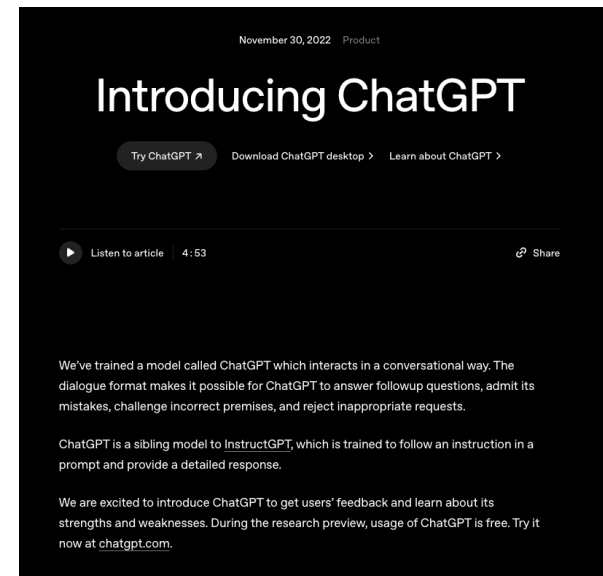 November 30, 2022 Product
Introducing ChatGPT
Try ChatGPT ↗ Download ChatGPT desktop > Learn about ChatGPT >
Listen to article 4:53 Share
We’ve trained a model called ChatGPT which interacts in a conversational way. The
dialogue format makes it possible for ChatGPT to answer followup questions, admit its
mistakes, challenge incorrect premises, and reject inappropriate requests.
ChatGPT is a sibling model to InstructGPT, which is trained to follow an instruction in a
prompt and provide a detailed response.
We are excited to introduce ChatGPT to get users’ feedback and learn about its
strengths and weaknesses. During the research preview, usage of ChatGPT is free. Try it
now at chatgpt.com.